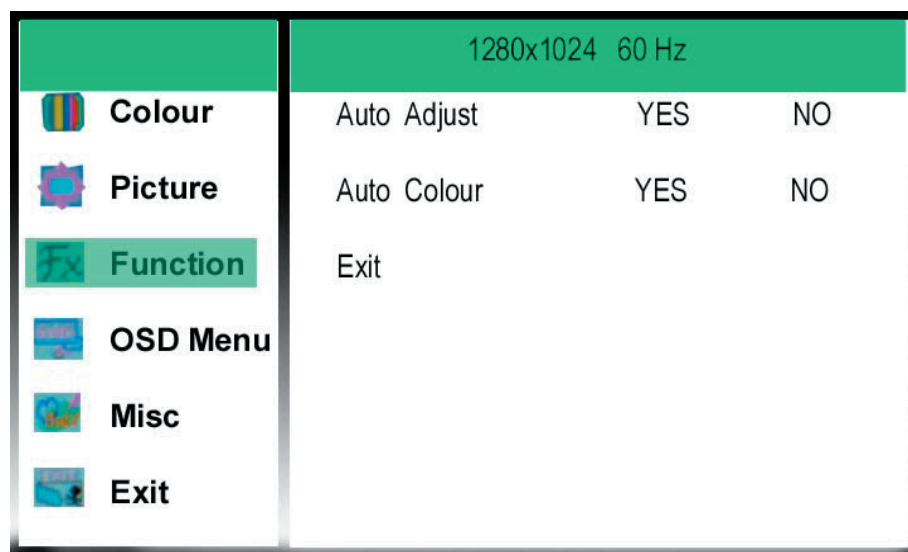 1280x1024 60 Hz
Colour
Picture
Fx Function
OSD Menu
Misc
Exit
Auto Adjust YES NO
Auto Colour YES NO
Exit